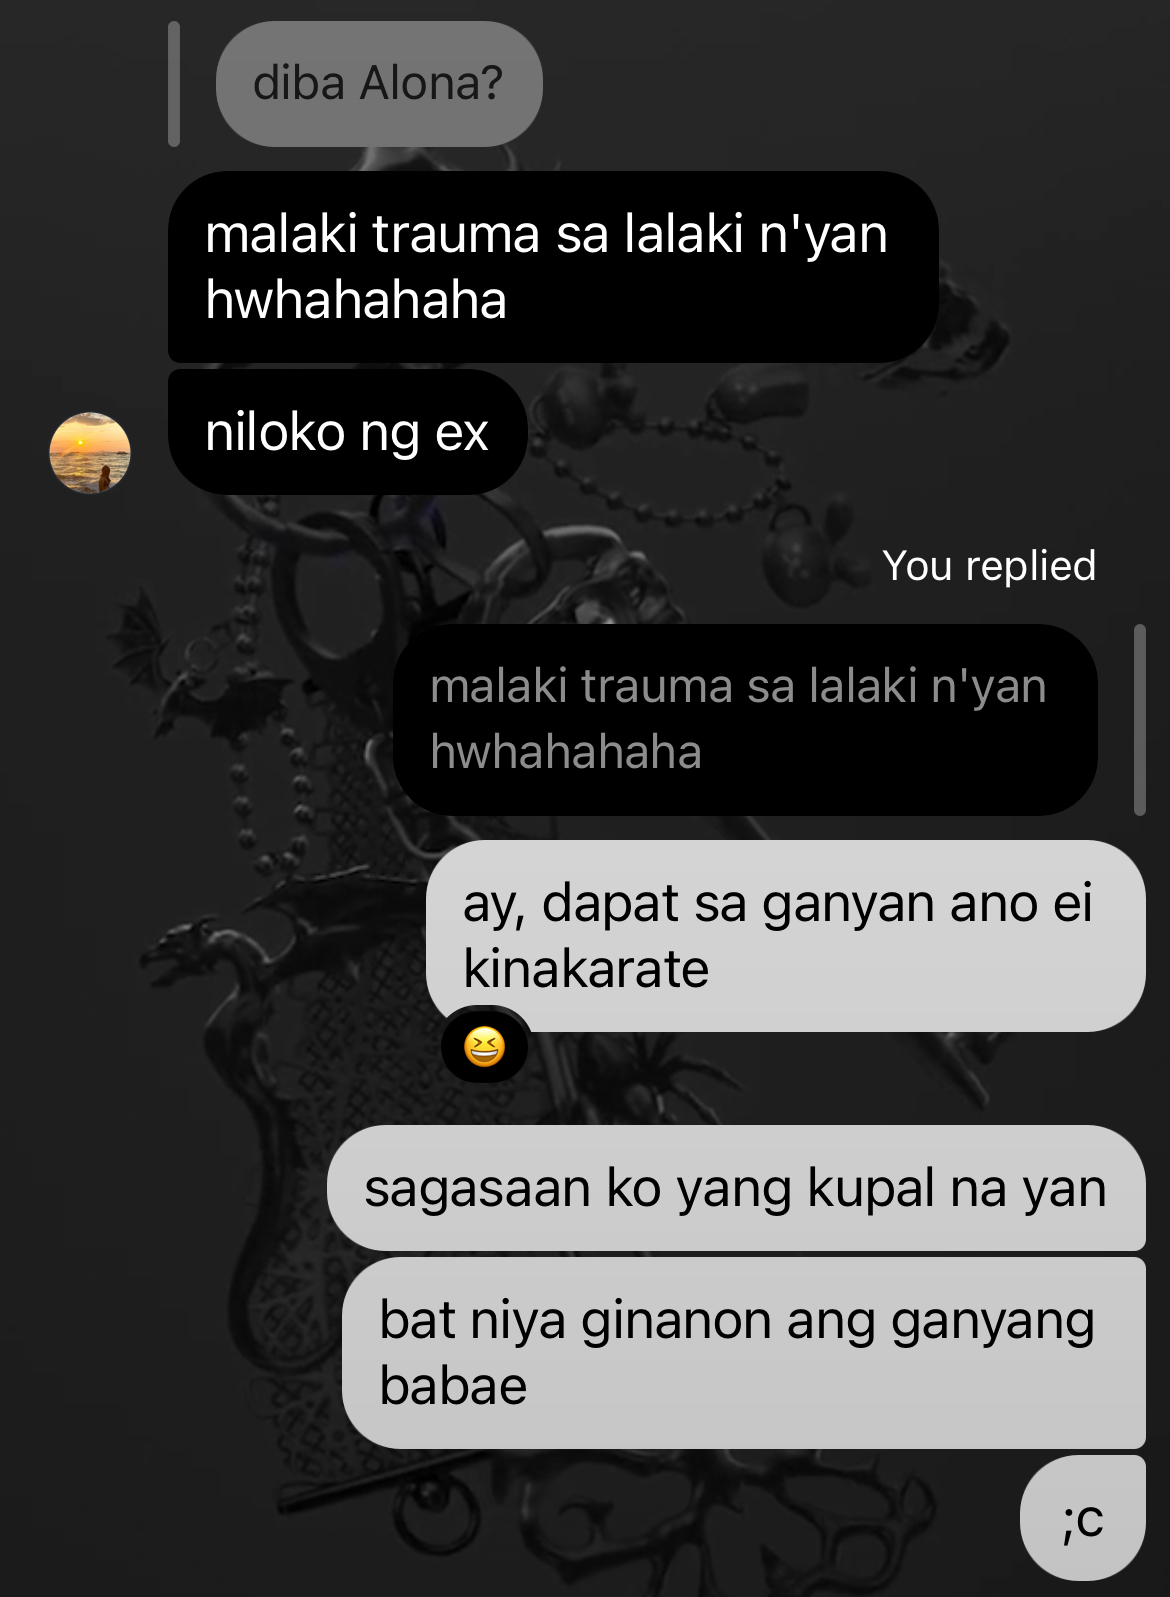 diba Alona?
malaki trauma sa lalaki n'yan
hwhahahaha
niloko ng ex
You replied
malaki trauma sa lalaki n'yan
hwhahahaha
ay, dapat sa ganyan ano ei
kinakarate
sagasaan ko yang kupal na yan
bat niya ginanon ang ganyang
babae
;c